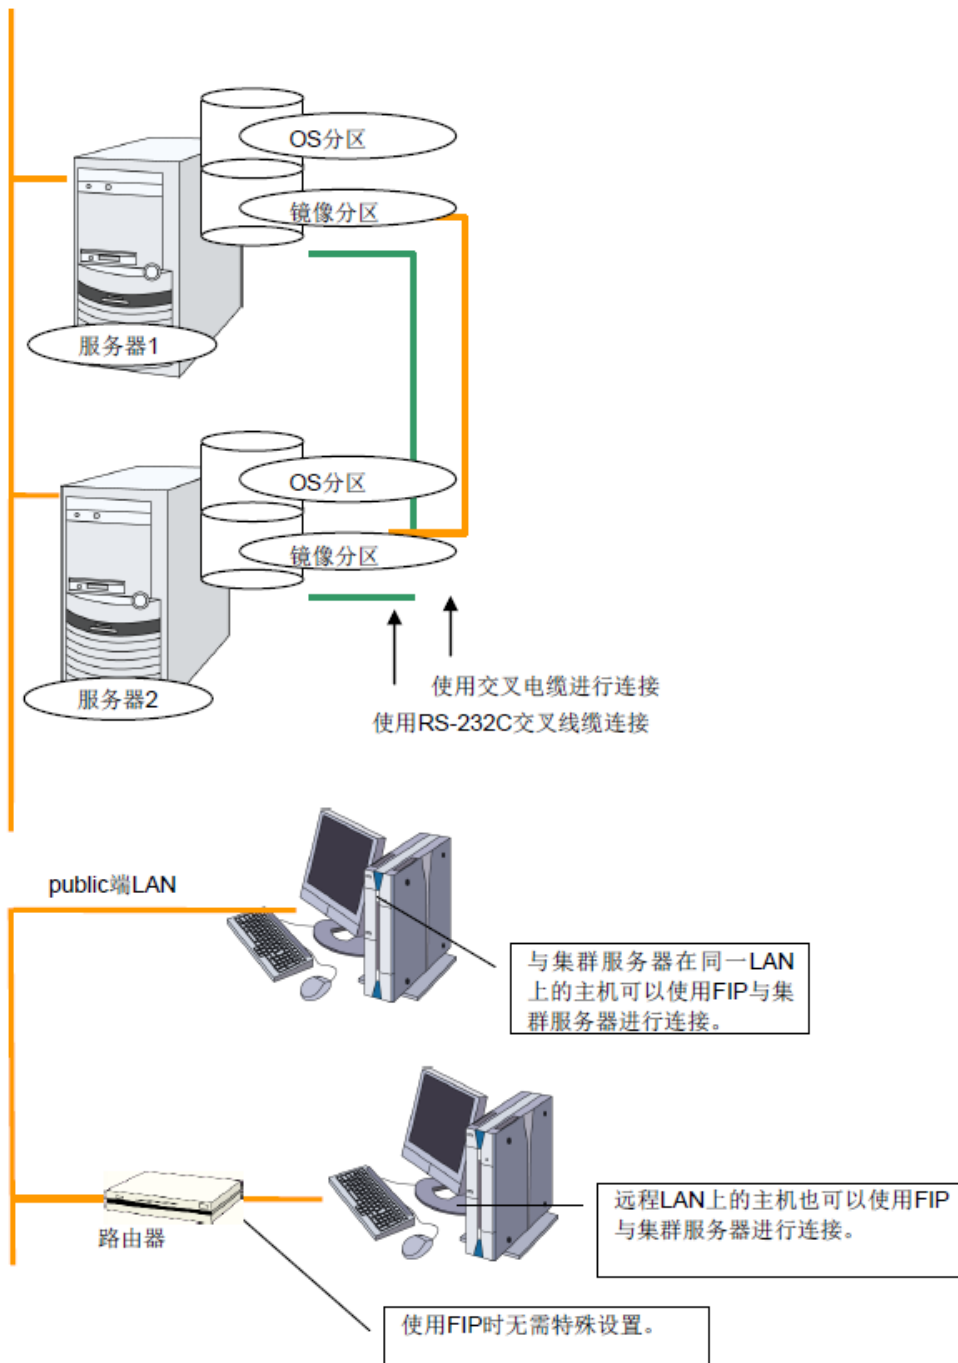 OS分区
镜像分区
服务器1
OS分区
镜像分区
服务器2
使用交叉电缆进行连接
使用RS-232C交叉线缆连接
public端LAN
与集群服务器在同一LAN
上的主机可以使用FIP与集
群服务器进行连接。
远程LAN上的主机也可以使用FIP
与集群服务器进行连接。
路由器
使用FIP时无需特殊设置。